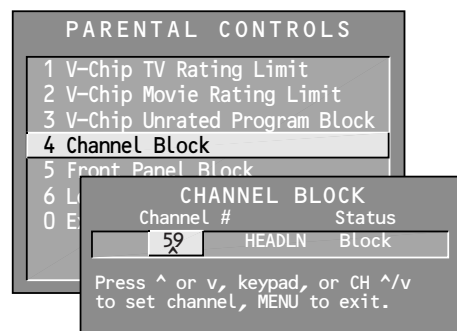 PARENTAL CONTROLS
1 V-Chip TV Rating Limit
2 V-Chip Movie Rating Limit
3 V-Chip Unrated Program Block
4 Channel Block
5 Front Panel Block
6
0
CHANNEL BLOCK
Channel # Status
59 HEADLN Block
Press ^ or v, keypad, or CH ^/v
to set channel, MENU to exit.